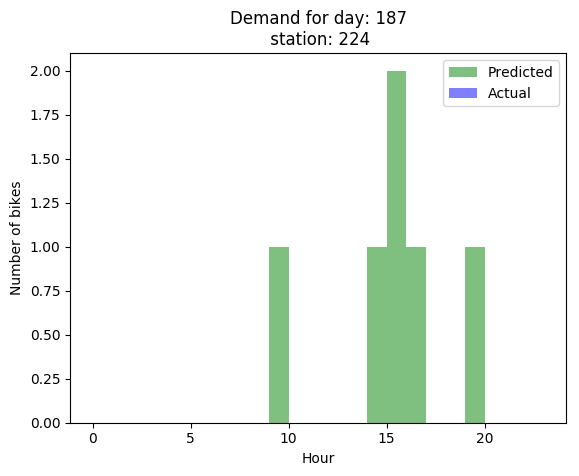 Demand for day: 187
station: 224
Predicted
Actual
2.00
1.75
1.50
1.25
1.00
0.75
0.50
0.25
0.00
Number of bikes
0 5 10 15 20
Hour